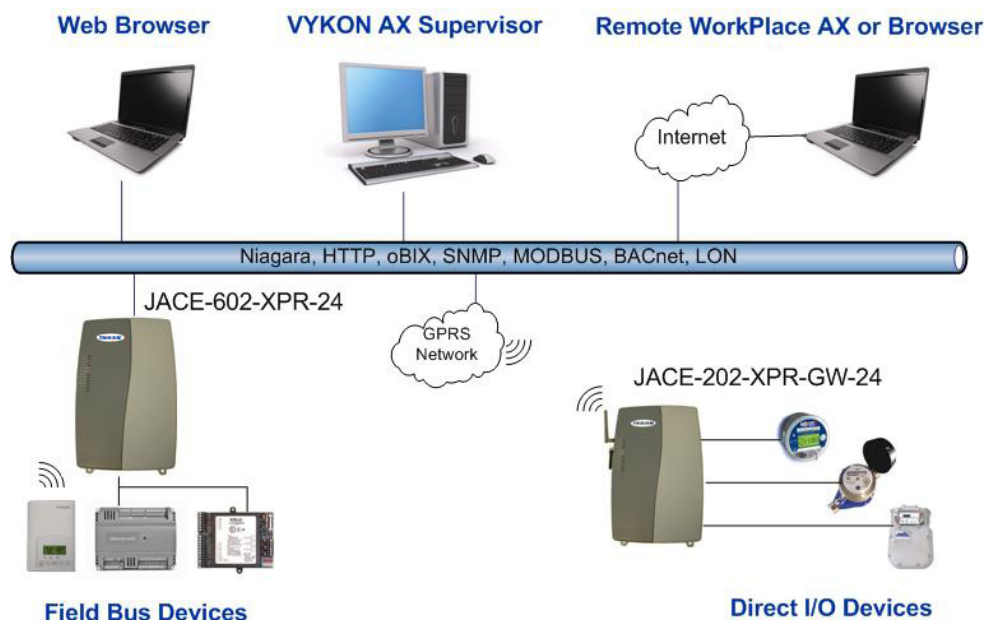 Web Browser
VYKON AX Supervisor
Remote WorkPlace AX or Browser
Internet
Niagara, HTTP, oBIX, SNMP, MODBUS, BACnet, LON
JACE-602-XPR-24
GPRS
Network
JACE-202-XPR-GW-24
Field Bus Devices
Direct I/O Devices